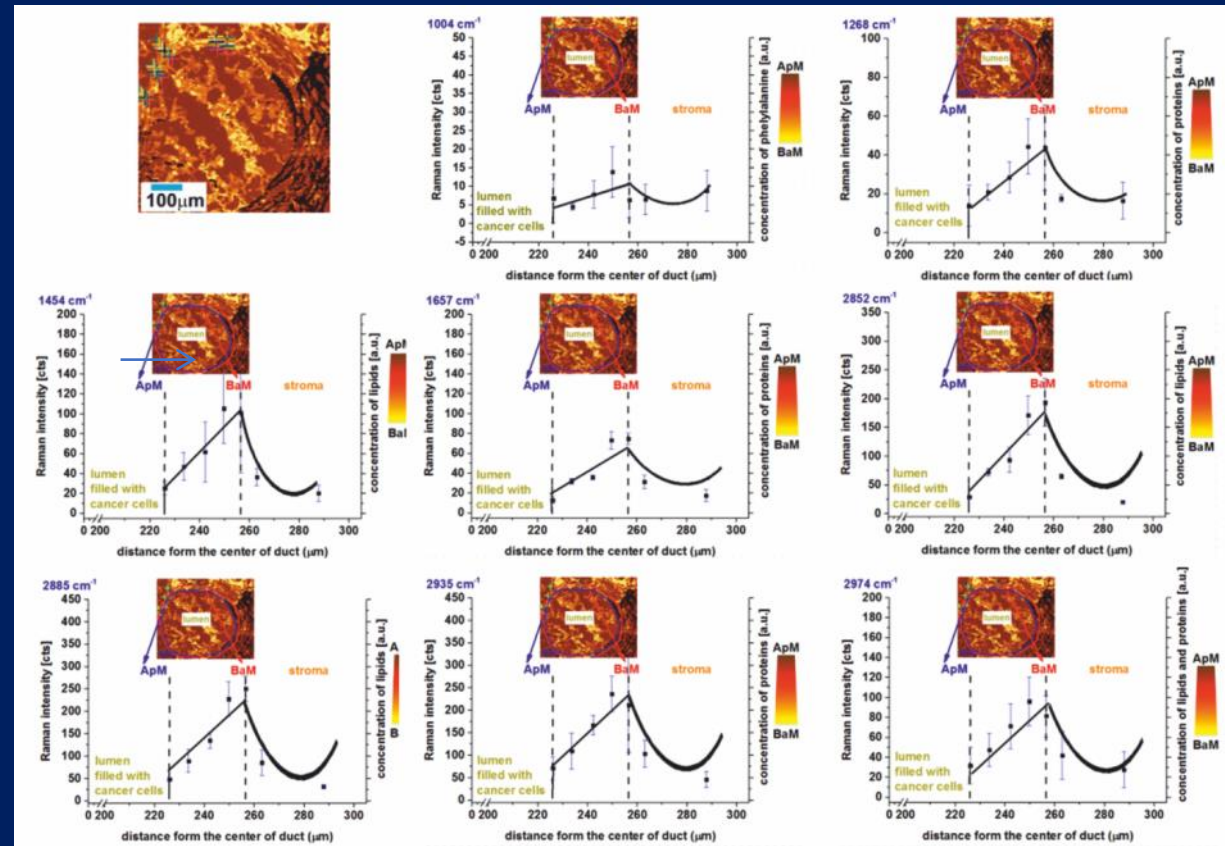 100μm
1004 cm⁻¹
50
45
40
35
30
25
20
15
10
5
0
-5
Raman intensity [cts]
lumen
ApM
BaM
stroma
lumen
filled with
cancer cells
0 200 220 240 260 280 300
distance form the center of duct (μm)
concentration of phelylalanine [a.u.]
ApM
BaM
1268 cm⁻¹
100
80
60
40
20
0
Raman intensity [cts]
lumen
ApM
BaM
stroma
lumen
filled with
cancer cells
0 200 220 240 260 280 300
distance form the center of duct (μm)
concentration of proteins [a.u.]
ApM
BaM
1454 cm⁻¹
200
180
160
140
120
100
80
60
40
20
0
Raman intensity [cts]
lumen
ApM
BaM
stroma
lumen
filled with
cancer cells
0 200 220 240 260 280 300
distance form the center of duct (μm)
concentration of lipids [a.u.]
1657 cm⁻¹
200
180
160
140
120
100
80
60
40
20
0
Raman intensity [cts]
lumen
ApM
BaM
stroma
lumen
filled with
cancer cells
0 200 220 240 260 280 300
distance form the center of duct (μm)
concentration of proteins [a.u.]
ApM
BaM
2852 cm⁻¹
350
300
250
200
150
100
50
0
Raman intensity [cts]
lumen
ApM
BaM
stroma
lumen
filled with
cancer cells
0 200 220 240 260 280 300
distance form the center of duct (μm)
concentration of lipids [a.u.]
ApM
BaM
2885 cm⁻¹
450
400
350
300
250
200
150
100
50
0
Raman intensity [cts]
lumen
ApM
BaM
stroma
lumen
filled with
cancer cells
0 200 220 240 260 280 300
distance form the center of duct (μm)
concentration of lipids [a.u.]
A
B
2935 cm⁻¹
450
400
350
300
250
200
150
100
50
0
Raman intensity [cts]
lumen
ApM
BaM
stroma
lumen
filled with
cancer cells
0 200 220 240 260 280 300
distance form the center of duct (μm)
concentration of proteins [a.u.]
ApM
BaM
2974 cm⁻¹
200
180
160
140
120
100
80
60
40
20
0
Raman intensity [cts]
lumen
ApM
BaM
stroma
lumen
filled with
cancer cells
0 200 220 240 260 280 300
distance form the center of duct (μm)
concentration of lipids and proteins [a.u.]
ApM
BaM